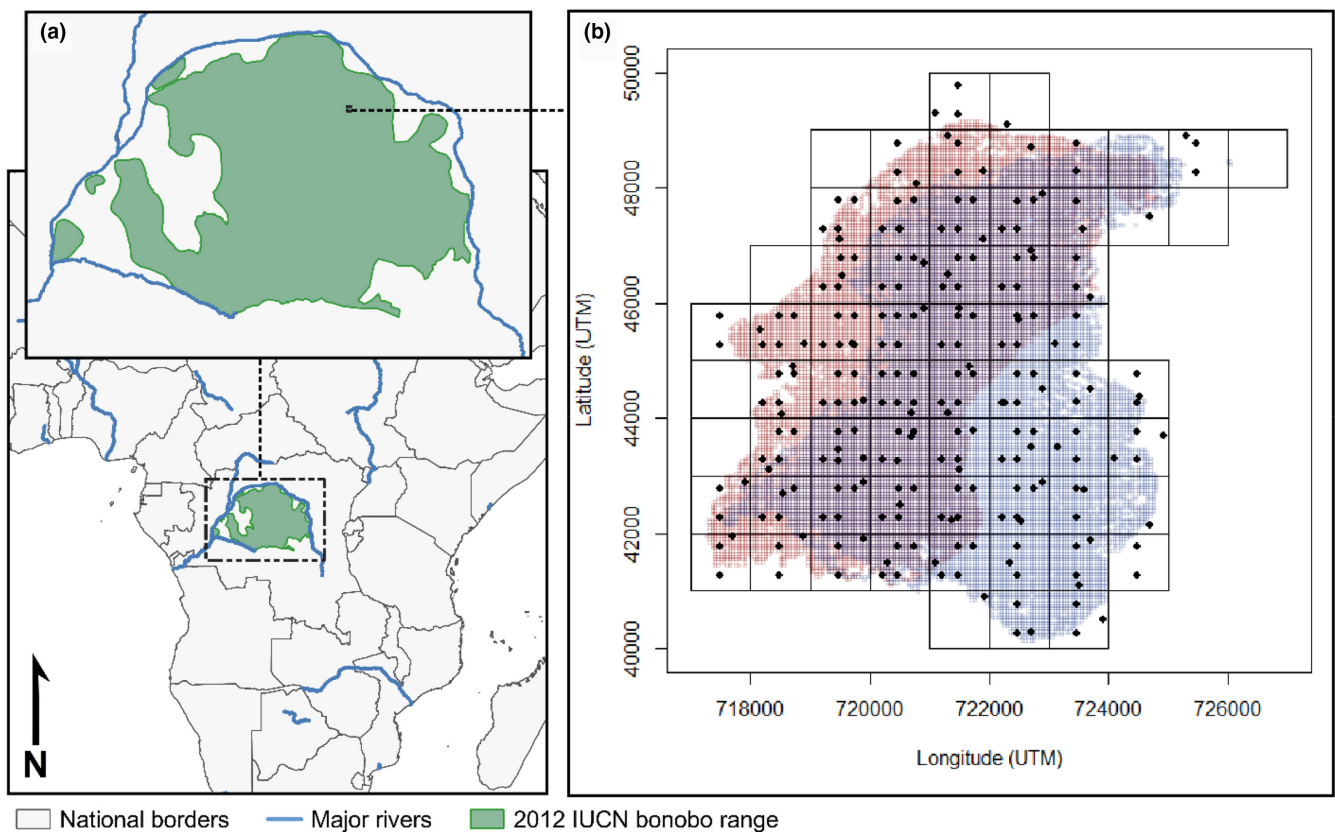 (a)
N
(b)
Latitude (UTM)
50000
48000
46000
44000
42000
40000
718000 720000 722000 724000 726000
Longitude (UTM)
National borders Major rivers 2012 IUCN bonobo range